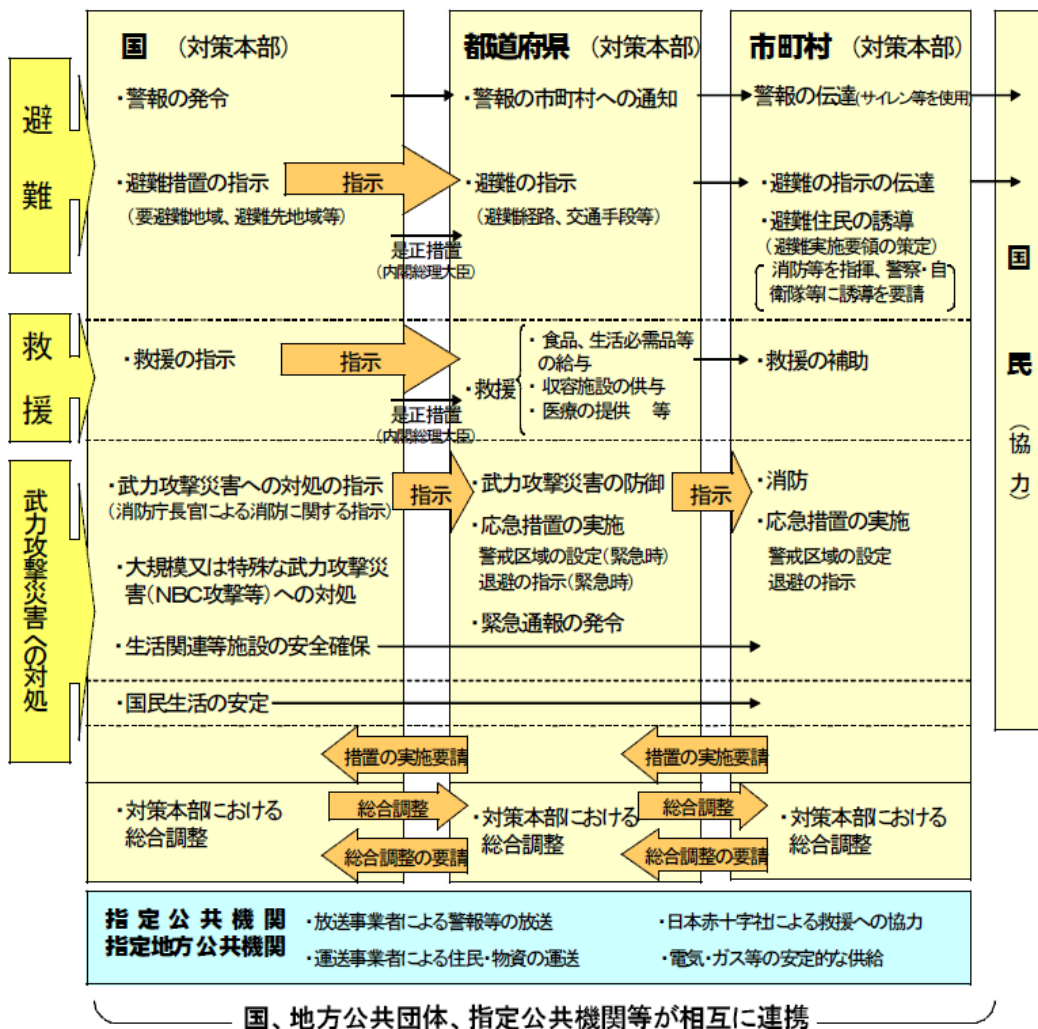 国 (対策本部)
都道府県 (対策本部)
市町村 (対策本部)
避難
・警報の発令
・警報の市町村への通知
警報の伝達(サイレン等を使用)
・避難措置の指示
(要避難地域、避難先地域等)
指示
・避難の指示
(避難経路、交通手段等)
・避難の指示の伝達
・避難住民の誘導
(避難実施要領の策定)
消防等を指揮、警察・自
衛隊等に誘導を要請
是正措置
(内閣総理大臣)
救援
・救援の指示
指示
・救援
・食品、生活必需品等
の給与
・収容施設の供与
・医療の提供 等
・救援の補助
是正措置
(内閣総理大臣)
武力攻撃災害への対処
・武力攻撃災害への対処の指示
(消防庁長官による消防に関する指示)
指示
・武力攻撃災害の防御
指示
・消防
・応急措置の実施
警戒区域の設定(緊急時)
退避の指示(緊急時)
・応急措置の実施
警戒区域の設定
退避の指示
・大規模又は特殊な武力攻撃災
害(NBC攻撃等)への対処
・緊急通報の発令
・生活関連等施設の安全確保
・国民生活の安定
措置の実施要請
措置の実施要請
・対策本部における
総合調整
総合調整
総合調整の要請
・対策本部における
総合調整
総合調整
総合調整の要請
・対策本部における
総合調整
国民(協力)
指定公共機関
指定地方公共機関
・放送事業者による警報等の放送
・日本赤十字社による救援への協力
・運送事業者による住民・物資の運送
・電気・ガス等の安定的な供給
国、地方公共団体、指定公共機関等が相互に連携